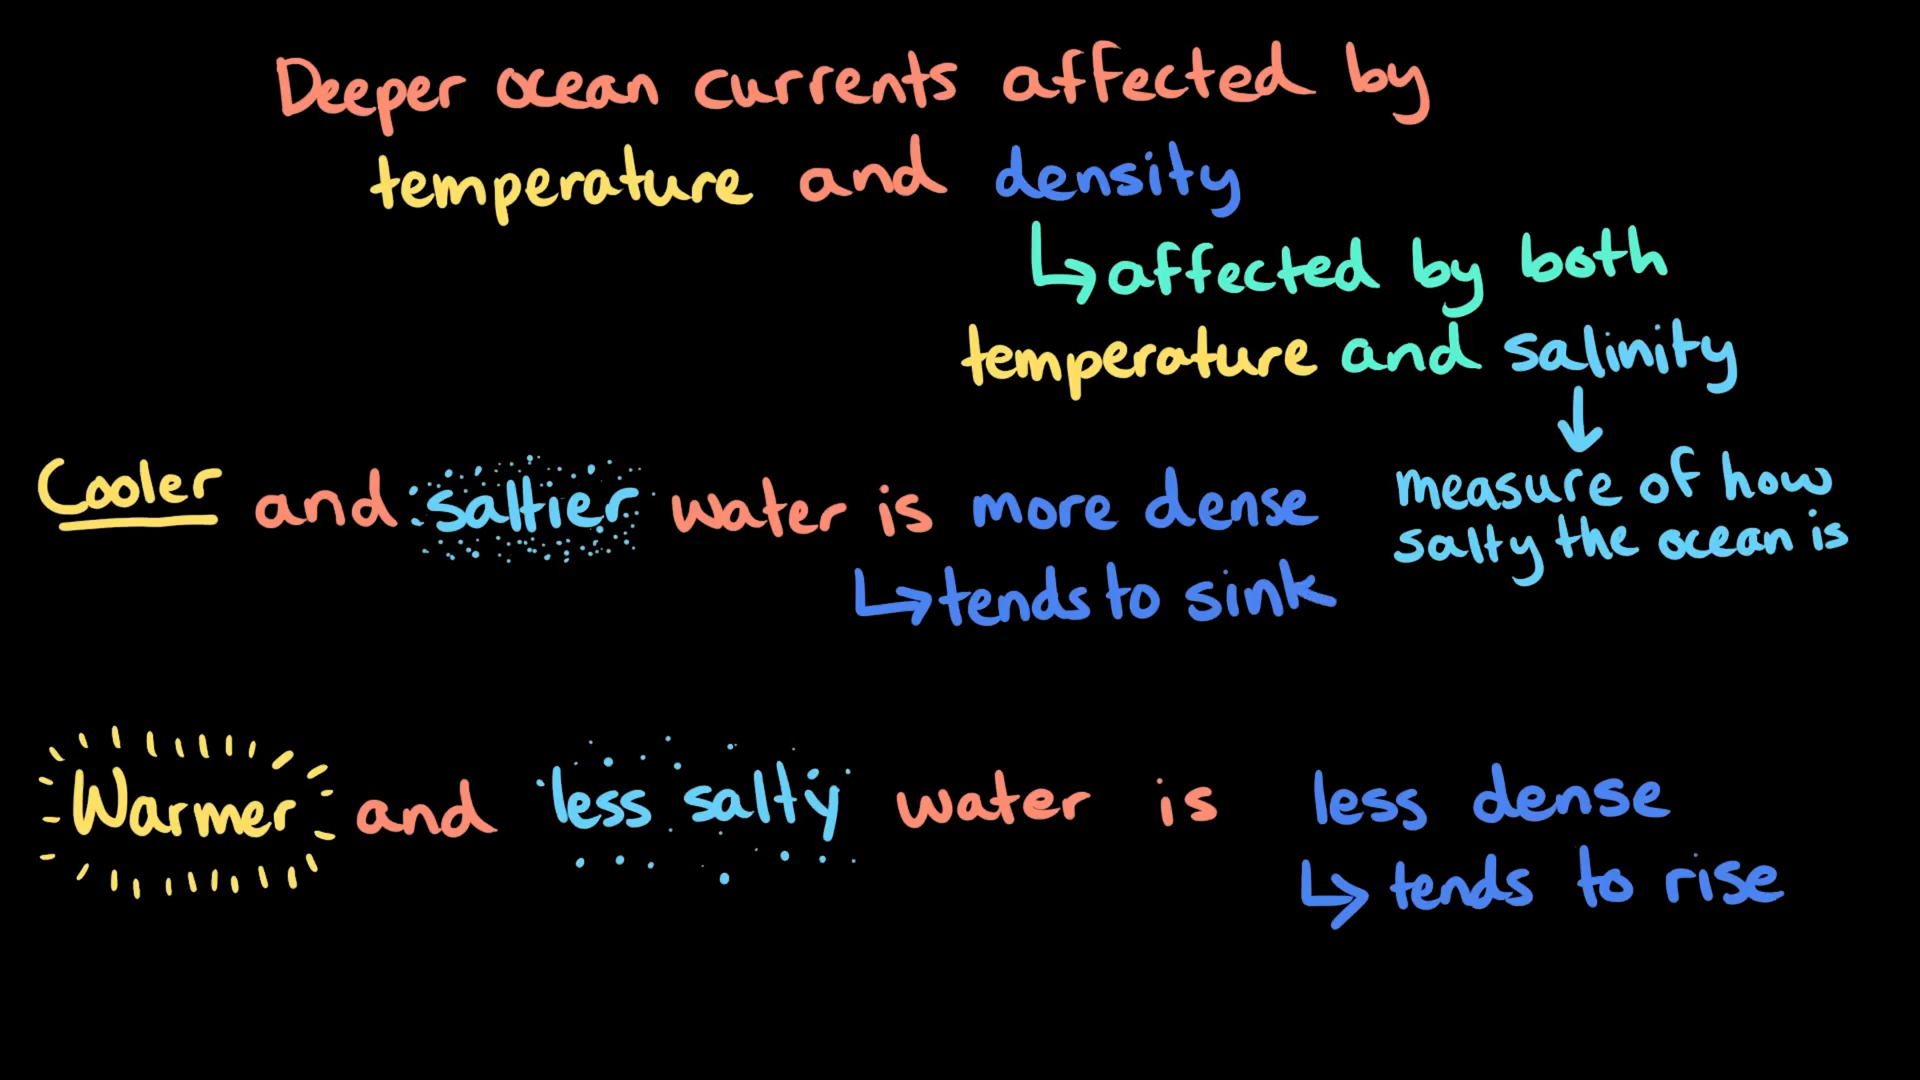 Deeper ocean currents affected by
temperature and density
↳ affected by both
temperature and salinity
↓
measure of how
salty the ocean is
Cooler and saltier water is more dense
↳ tends to sink
Warmer and less salty water is less dense
↳ tends to rise